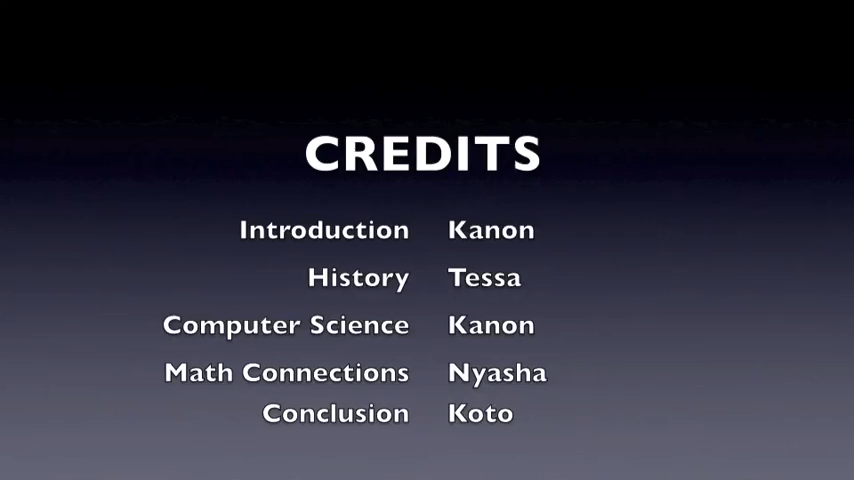 CREDITS
Introduction Kanon
History Tessa
Computer Science Kanon
Math Connections Nyasha
Conclusion Koto